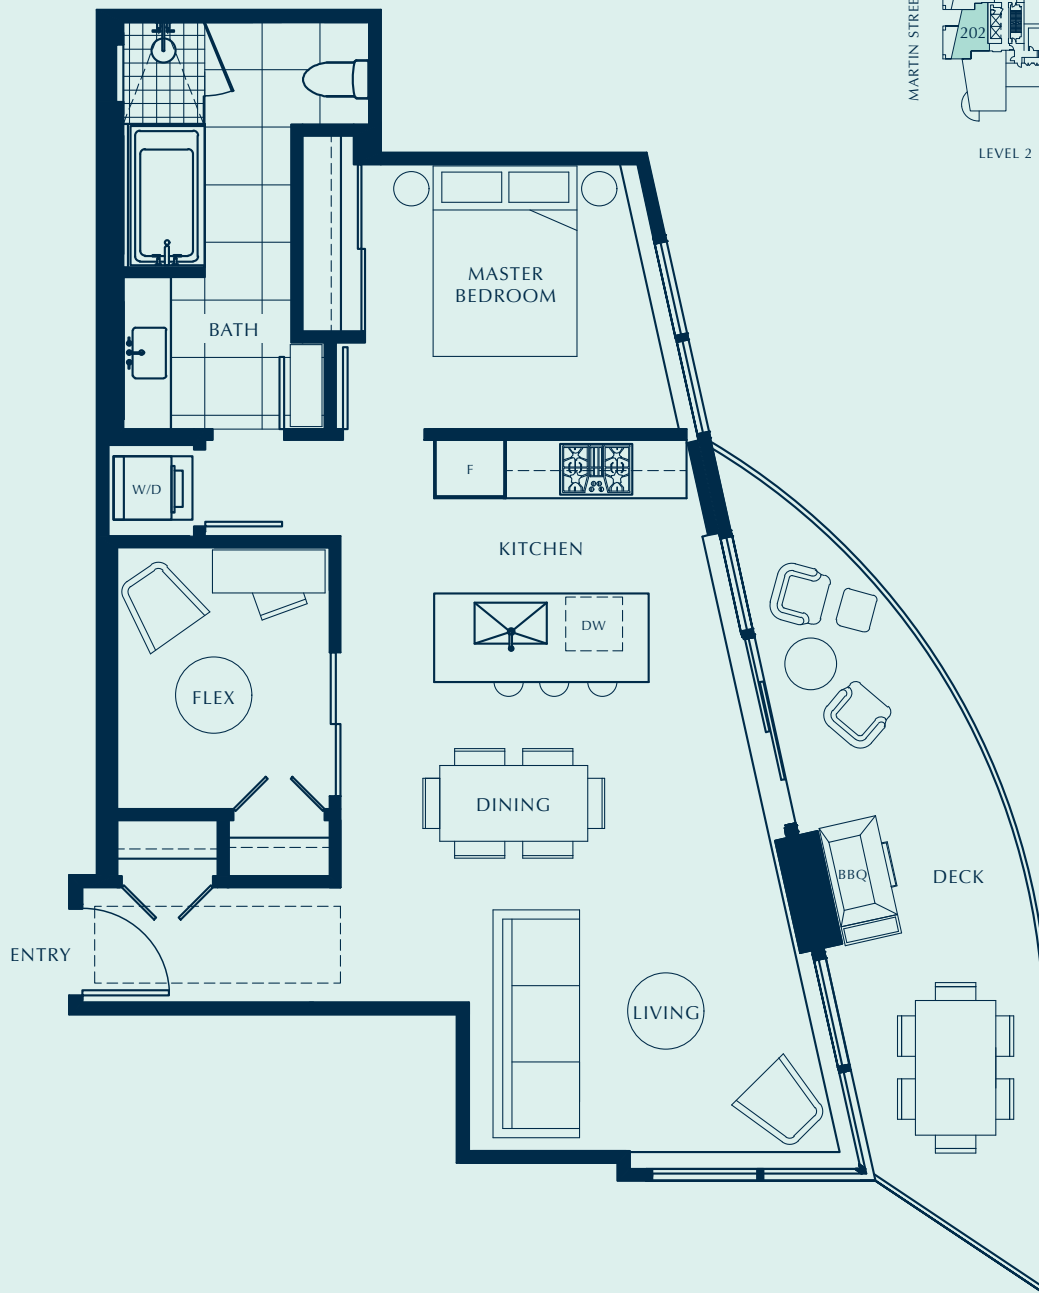 MARTIN STREE
202
LEVEL 2
MASTER
BEDROOM
BATH
W/D
F
KITCHEN
DW
FLEX
DINING
BBQ
DECK
ENTRY
LIVING